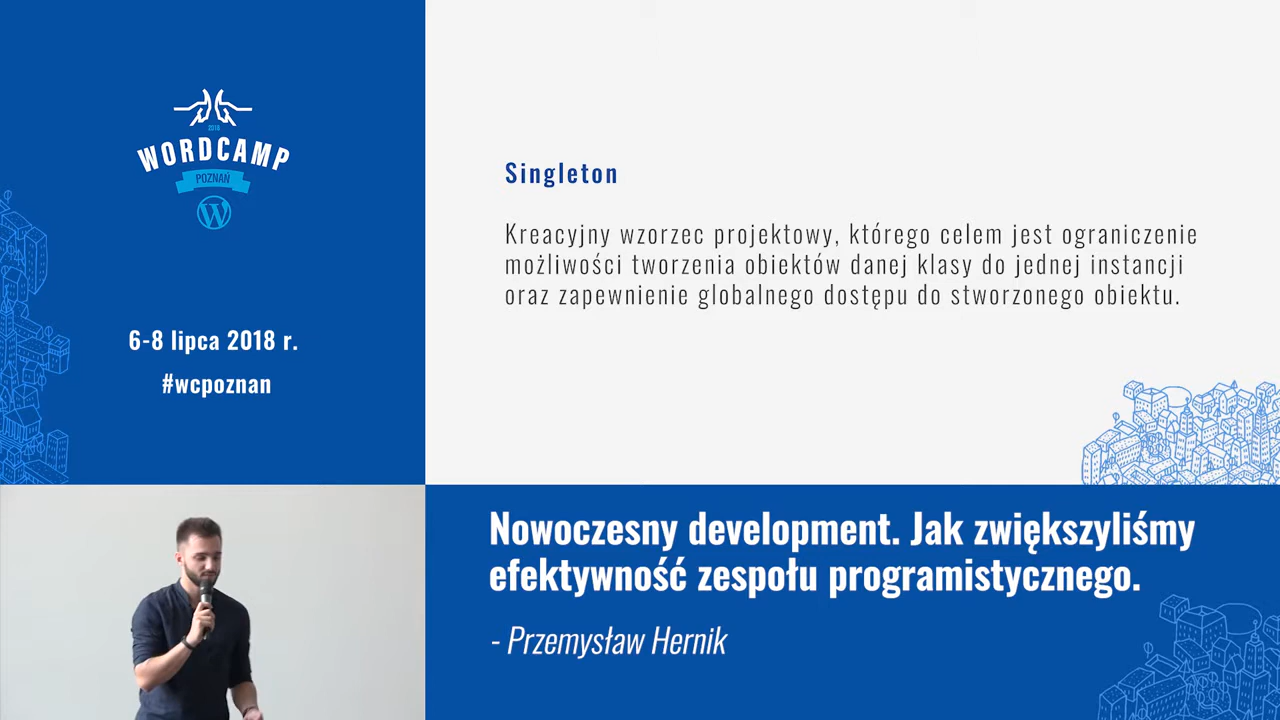 2018
WORDCAMP
POZNAŃ
6-8 lipca 2018 r.
#wcpoznan
Singleton
Kreacyjny wzorzec projektowy, którego celem jest ograniczenie
możliwości tworzenia obiektów danej klasy do jednej instancji
oraz zapewnienie globalnego dostępu do stworzonego obiektu.
Nowoczesny development. Jak zwiększyliśmy
efektywność zespołu programistycznego.
- Przemysław Hernik